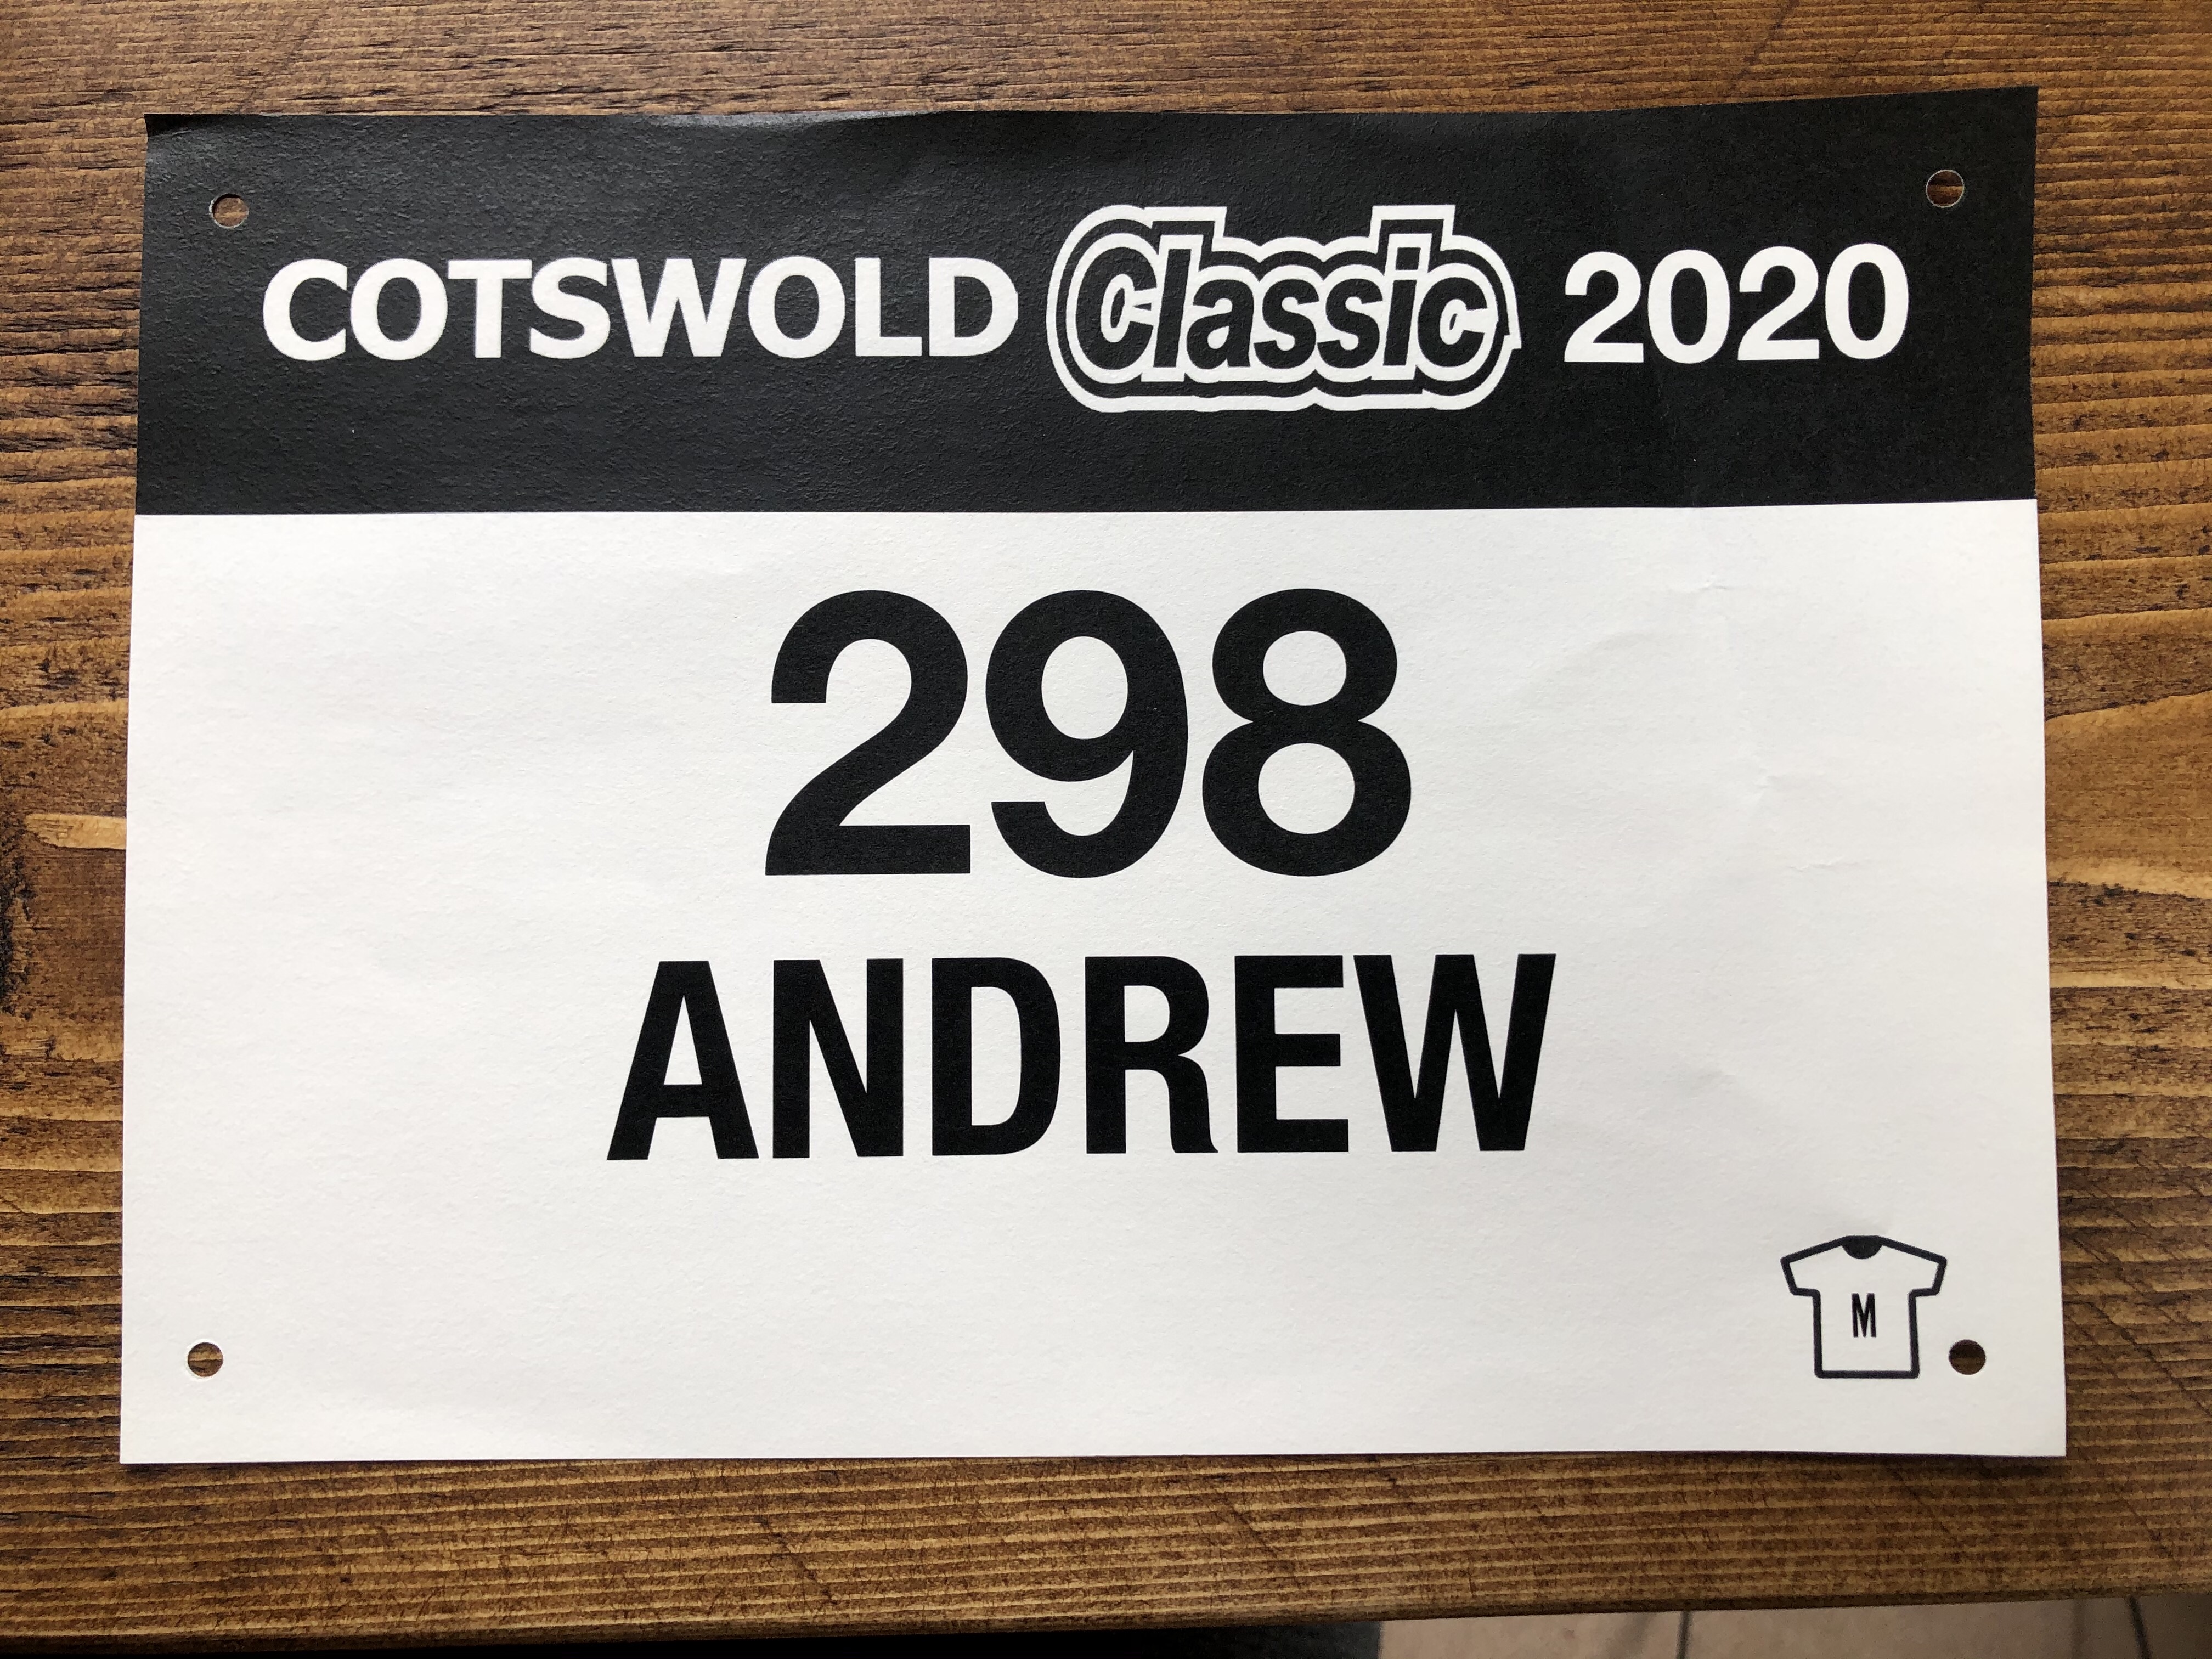 COTSWOLD Classic 2020
298
ANDREW
M